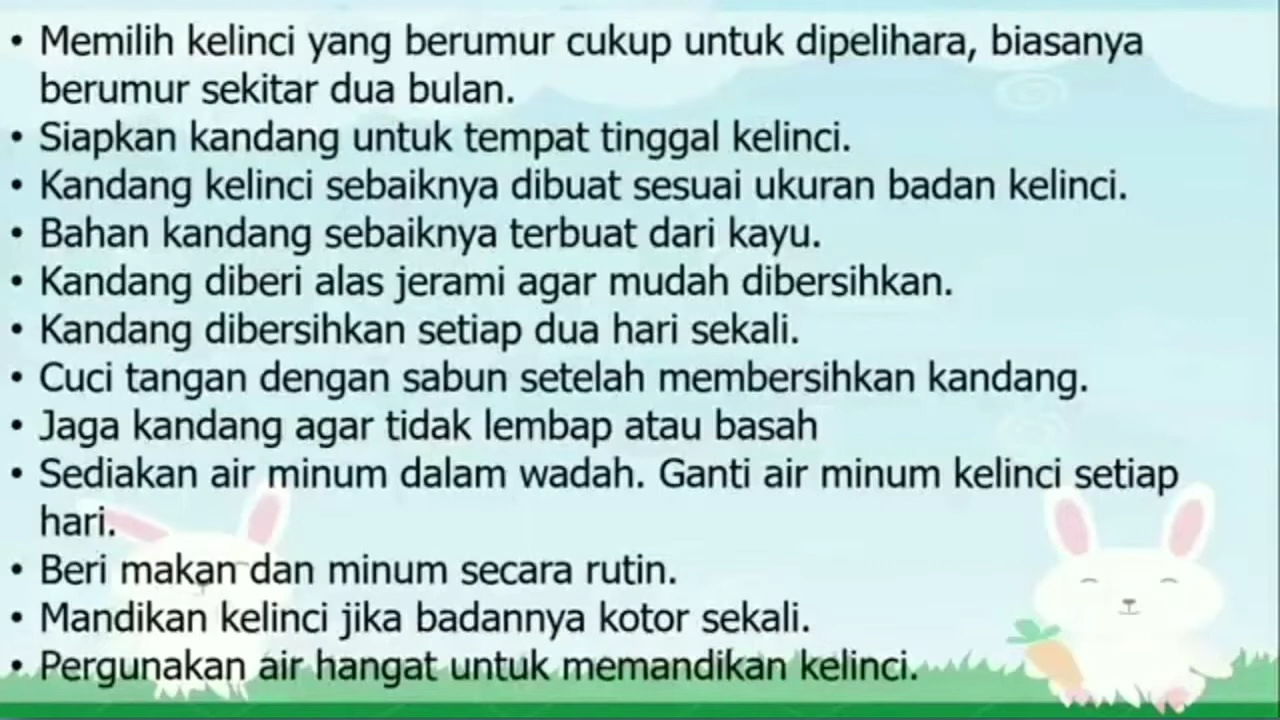 • Memilih kelinci yang berumur cukup untuk dipelihara, biasanya
berumur sekitar dua bulan.
• Siapkan kandang untuk tempat tinggal kelinci.
• Kandang kelinci sebaiknya dibuat sesuai ukuran badan kelinci.
• Bahan kandang sebaiknya terbuat dari kayu.
• Kandang diberi alas jerami agar mudah dibersihkan.
• Kandang dibersihkan setiap dua hari sekali.
• Cuci tangan dengan sabun setelah membersihkan kandang.
• Jaga kandang agar tidak lembap atau basah
• Sediakan air minum dalam wadah. Ganti air minum kelinci setiap
hari.
• Beri makan dan minum secara rutin.
• Mandikan kelinci jika badannya kotor sekali.
• Pergunakan air hangat untuk memandikan kelinci.